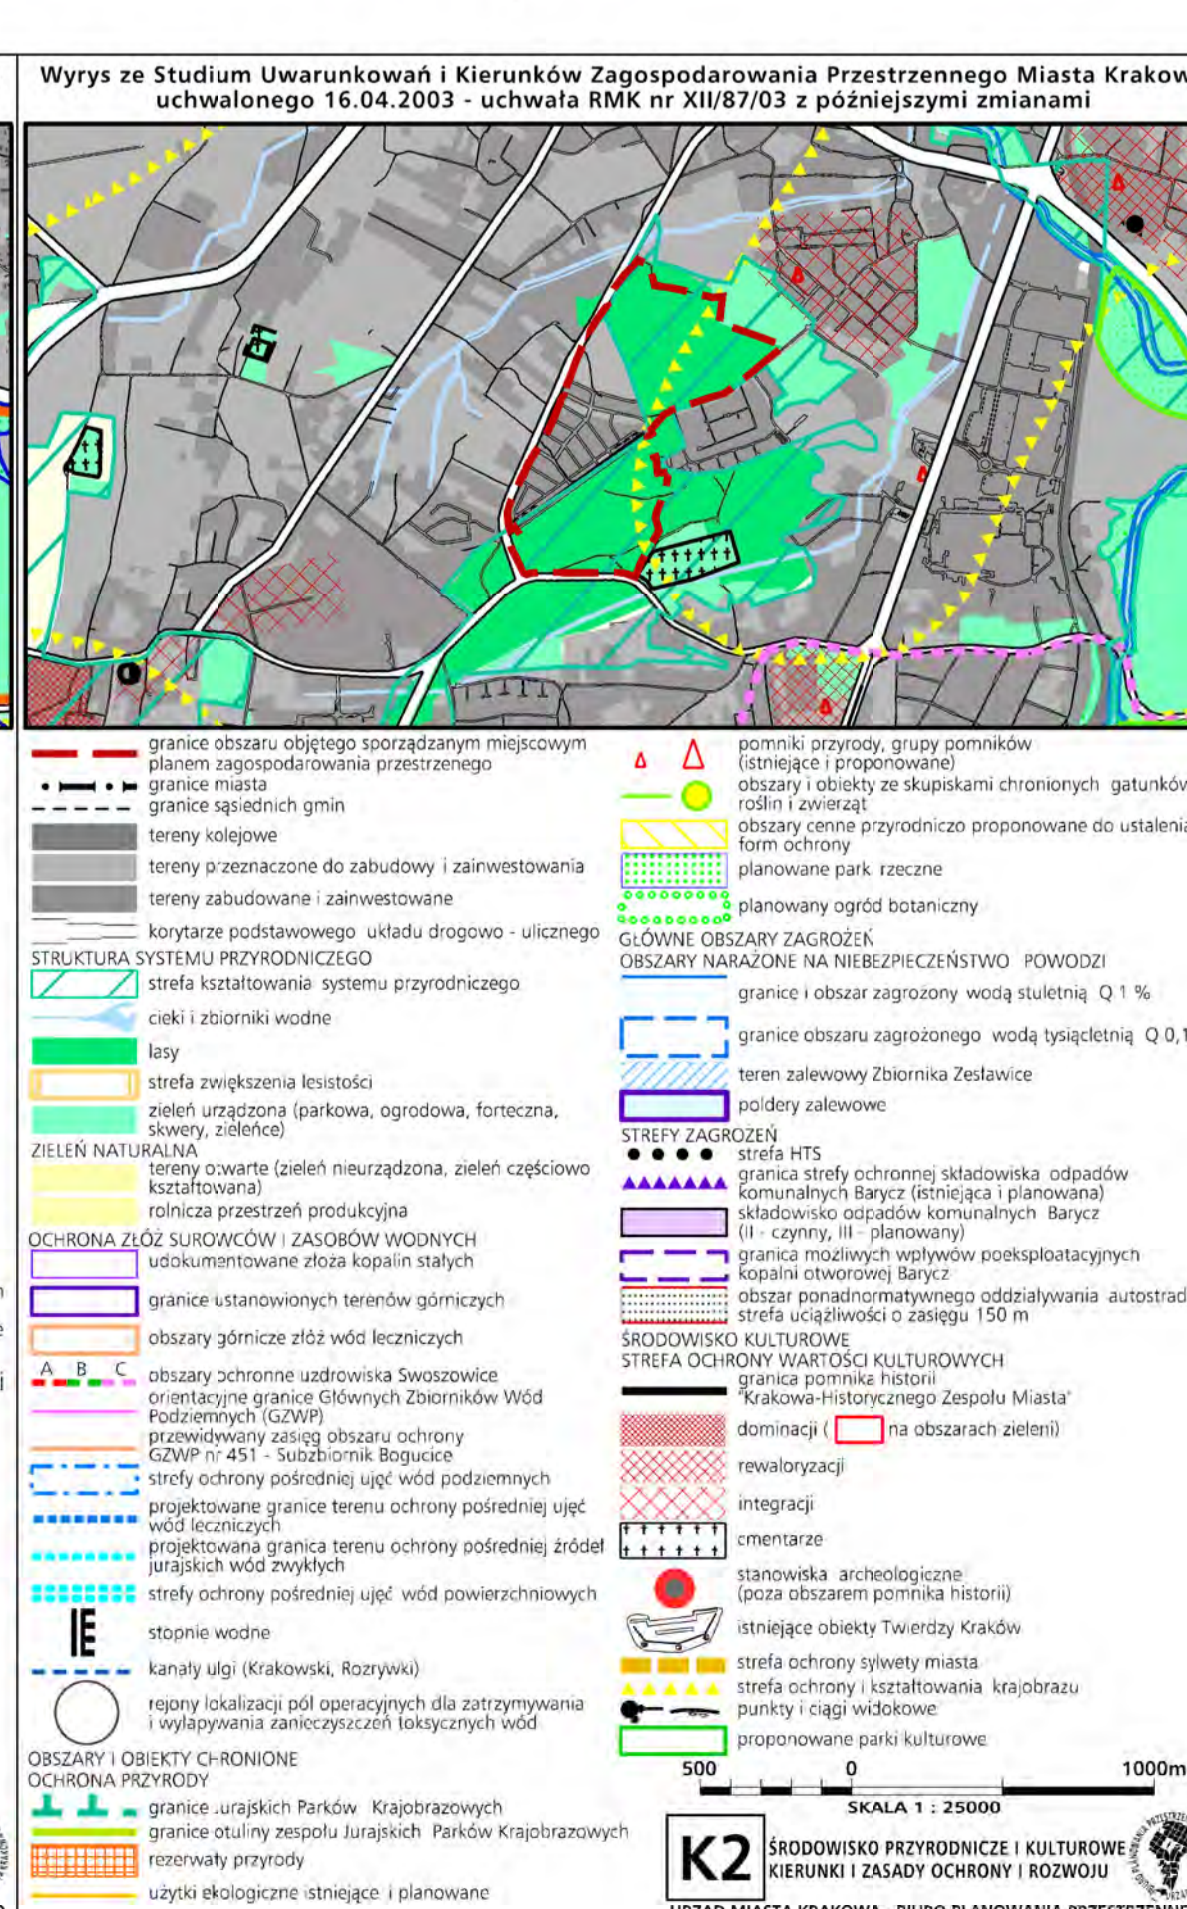 Wyrys ze Studium Uwarunkowań i Kierunków Zagospodarowania Przestrzennego Miasta Krakow
uchwalonego 16.04.2003 - uchwała RMK nr XII/87/03 z późniejszymi zmianami
granice obszaru objętego sporządzanym miejscowym
planem zagospodarowania przestrzenego
granice miasta
granice sąsiednich gmin
tereny kolejowe
tereny przeznaczone do zabudowy i zainwestowania
tereny zabudowane i zainwestowane
korytarze podstawowego układu drogowo - ulicznego
STRUKTURA SYSTEMU PRZYRODNICZEGO
strefa kształtowania systemu przyrodniczego
cieki i zbiorniki wodne
lasy
strefa zwiększenia lesistości
zieleń urządzona (parkowa, ogrodowa, forteczna,
skwery, zieleńce)
ZIELEŃ NATURALNA
tereny otwarte (zieleń nieurządzona, zieleń częściowo
kształtowana)
rolnicza przestrzeń produkcyjna
OCHRONA ZŁÓŻ SUROWCÓW I ZASOBÓW WODNYCH
udokumentowane złoża kopalin stałych
granice ustanowionych terenów górniczych
obszary górnicze złóż wód leczniczych
A B C
obszary ochronne uzdrowiska Swoszowice
orientacyjne granice Głównych Zbiorników Wód
Podziemnych (GZWP)
przewidywany zasięg obszaru ochrony
GZWP nr 451 - Subzbiornik Bogucice
strefy ochrony pośredniej ujęć wód podziemnych
projektowane granice terenu ochrony pośredniej ujęć
wód leczniczych
projektowana granica terenu ochrony pośredniej źródeł
jurajskich wód zwykłych
strefy ochrony pośredniej ujęć wód powierzchniowych
stopnie wodne
kanały ulgi (Krakowski, Rozrywki)
rejony lokalizacji pól operacyjnych dla zatrzymywania
i wyłapywania zanieczyszczeń toksycznych wód
OBSZARY I OBIEKTY CHRONIONE
OCHRONA PRZYRODY
granice Jurajskich Parków Krajobrazowych
granice otuliny zespołu Jurajskich Parków Krajobrazowych
rezerwaty przyrody
użytki ekologiczne istniejące i planowane
pomniki przyrody, grupy pomników
(istniejące i proponowane)
obszary i obiekty ze skupiskami chronionych gatunków
roślin i zwierząt
obszary cenne przyrodniczo proponowane do ustalenia
form ochrony
planowane park rzeczne
planowany ogród botaniczny
GŁÓWNE OBSZARY ZAGROŻEŃ
OBSZARY NARAŻONE NA NIEBEZPIECZEŃSTWO POWODZI
granice i obszar zagrożony wodą stuletnią Q 1 %
granice obszaru zagrożonego wodą tysiącletnią Q 0,1
teren zalewowy Zbiornika Zesławice
poldery zalewowe
STREFY ZAGROŻEŃ
strefa HTS
granica strefy ochronnej składowiska odpadów
komunalnych Barycz (istniejąca i planowana)
składowisko odpadów komunalnych Barycz
(II - czynny, III - planowany)
granica możliwych wpływów poeksploatacyjnych
kopalni otworowej Barycz
obszar ponadnormatywnego oddziaływania autostrad
strefa uciążliwości o zasięgu 150 m
ŚRODOWISKO KULTUROWE
STREFA OCHRONY WARTOŚCI KULTUROWYCH
granica pomnika historii
"Krakowa-Historycznego Zespołu Miasta"
dominacji ( na obszarach zieleni)
rewaloryzacji
integracji
cmentarze
stanowiska archeologiczne
(poza obszarem pomnika historii)
istniejące obiekty Twierdzy Kraków
strefa ochrony sylwety miasta
strefa ochrony i kształtowania krajobrazu
punkty i ciągi widokowe
proponowane parki kulturowe
500 0 1000m
SKALA 1 : 25000
K2
ŚRODOWISKO PRZYRODNICZE I KULTUROWE
KIERUNKI I ZASADY OCHRONY I ROZWOJU